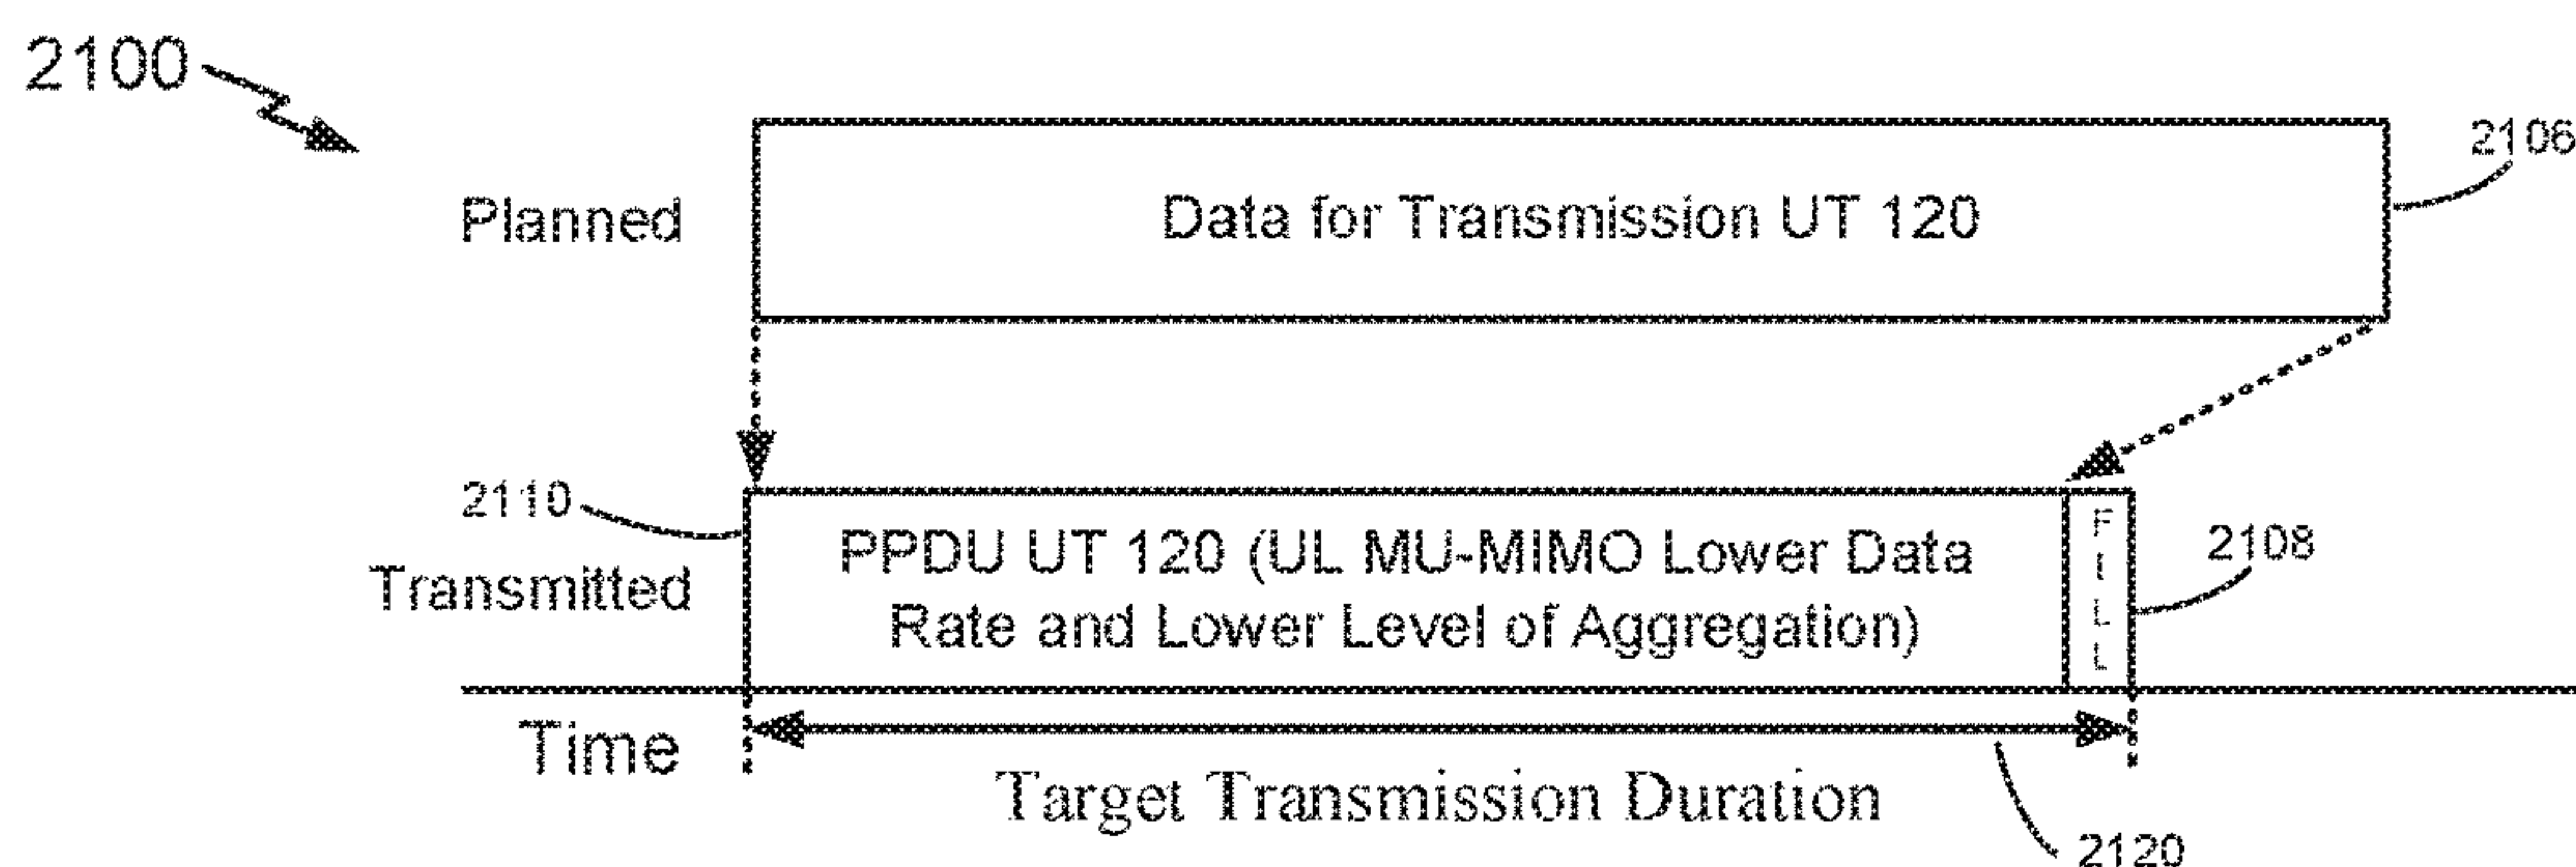 2100
2106
Planned
Data for Transmission UT 120
2110
PPDU UT 120 (UL MU-MIMO Lower Data
Rate and Lower Level of Aggregation)
FILL
2108
Transmitted
Time
Target Transmission Duration
2120